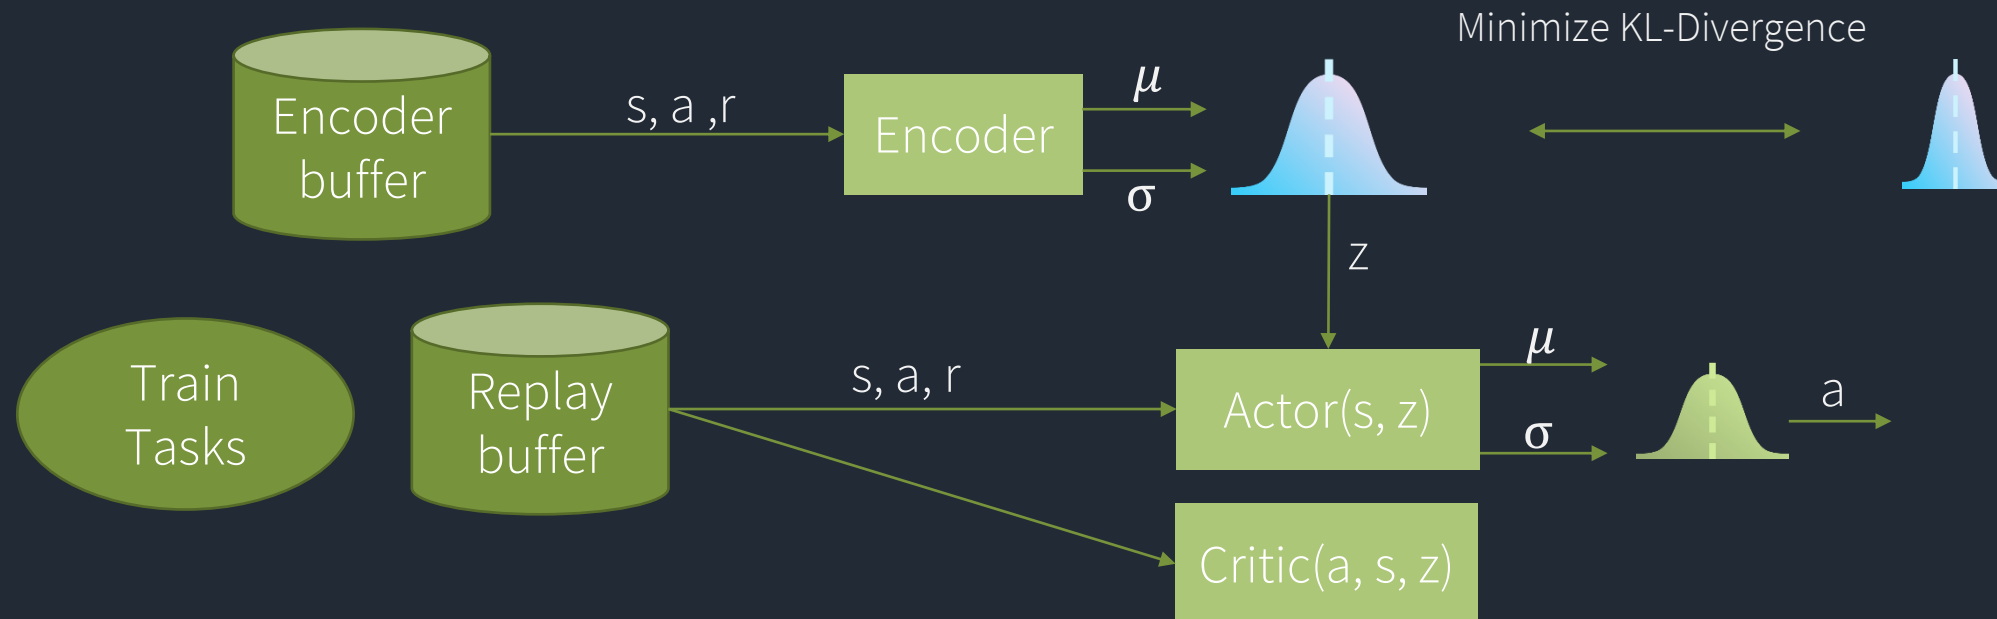 Minimize KL-Divergence
Encoder
buffer
s, a ,r
Encoder
μ
σ
z
Train
Tasks
Replay
buffer
s, a, r
Actor(s, z)
μ
σ
a
Critic(a, s, z)